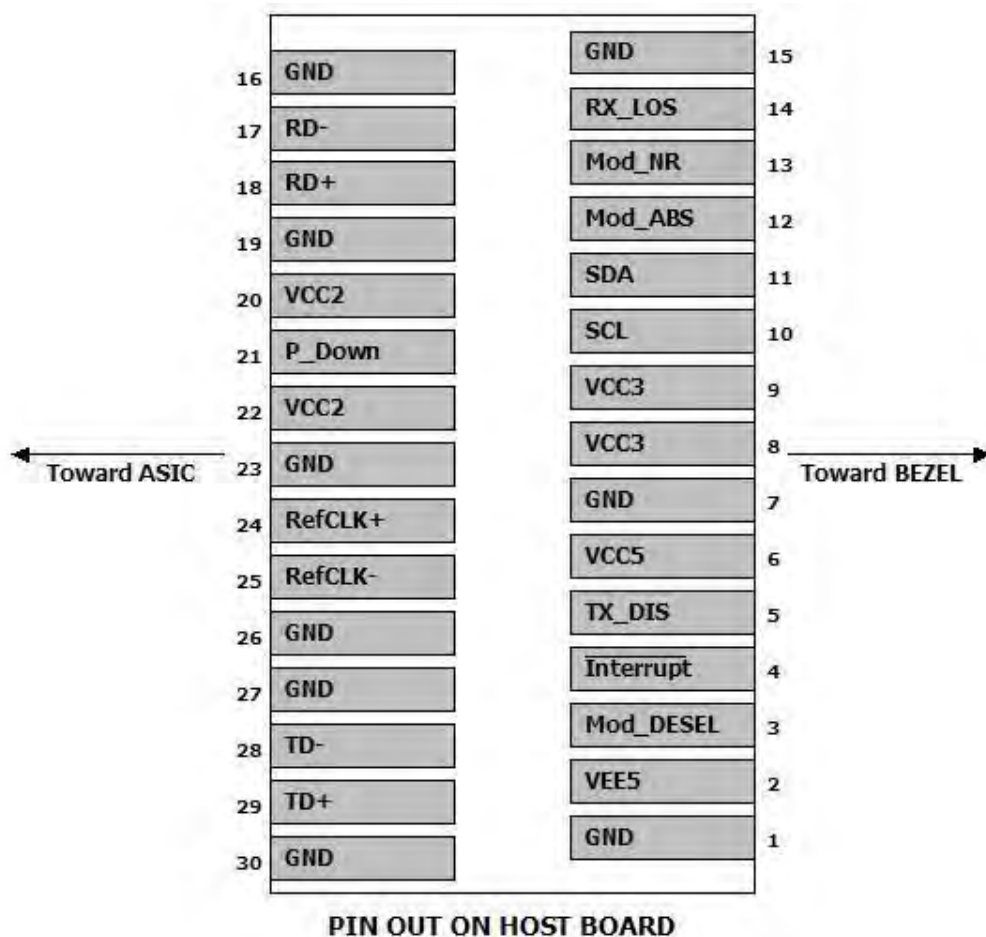 GND 15
16 GND
RX_LOS 14
17 RD-
Mod_NR 13
18 RD+
Mod_ABS 12
19 GND
SDA 11
20 VCC2
SCL 10
21 P_Down
VCC3 9
22 VCC2
VCC3 8
Toward ASIC
23 GND
Toward BEZEL
GND 7
24 RefCLK+
VCC5 6
25 RefCLK-
TX_DIS 5
26 GND
Interrupt 4
27 GND
Mod_DESEL 3
28 TD-
VEE5 2
29 TD+
GND 1
30 GND
PIN OUT ON HOST BOARD